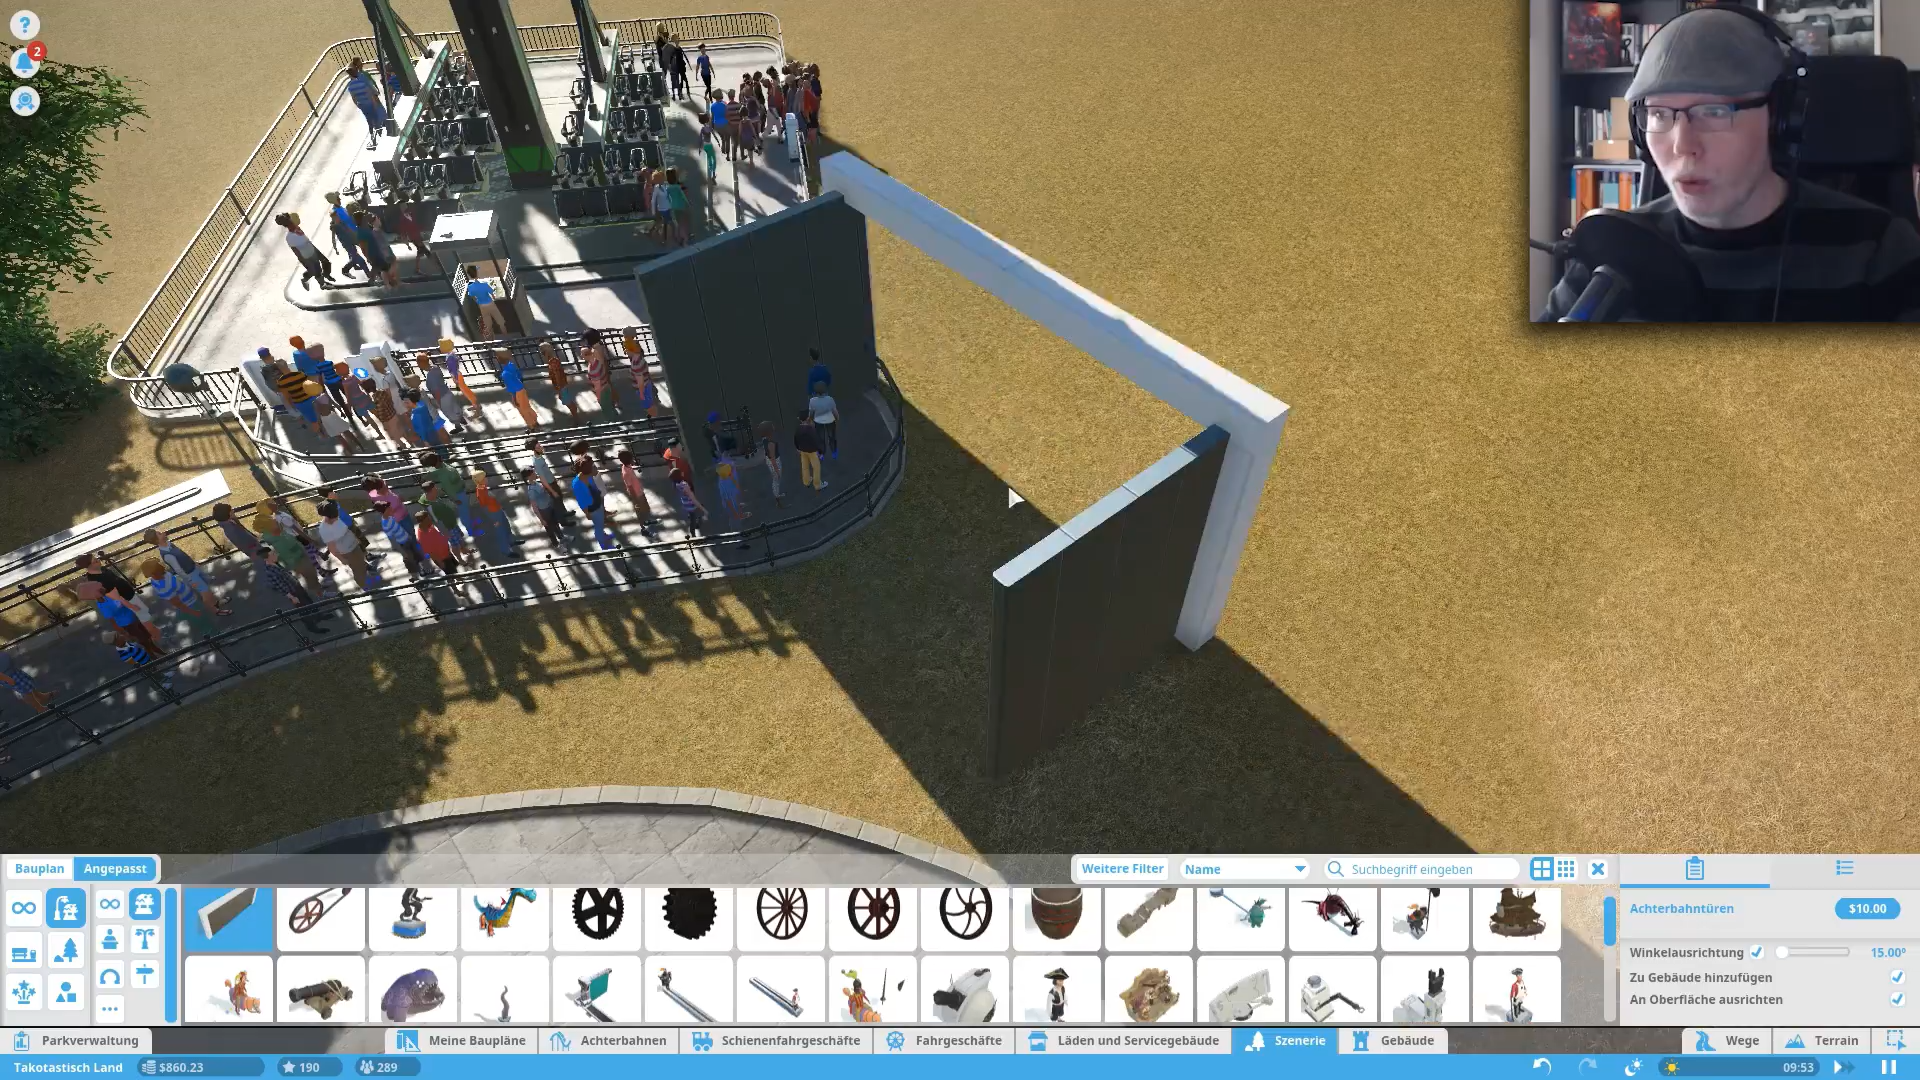 ?
2
Bauplan
Angepasst
Weitere Filter
Name
Suchbegriff eingeben
Achterbahntüren
$10.00
Winkelausrichtung
15.00°
Zu Gebäude hinzufügen
An Oberfläche ausrichten
Parkverwaltung
Meine Baupläne
Achterbahnen
Schienenfahrgeschäfte
Fahrgeschäfte
Läden und Servicegebäude
Szenerie
Gebäude
Wege
Terrain
Takotastisch Land
$860.23
190
289
09:53